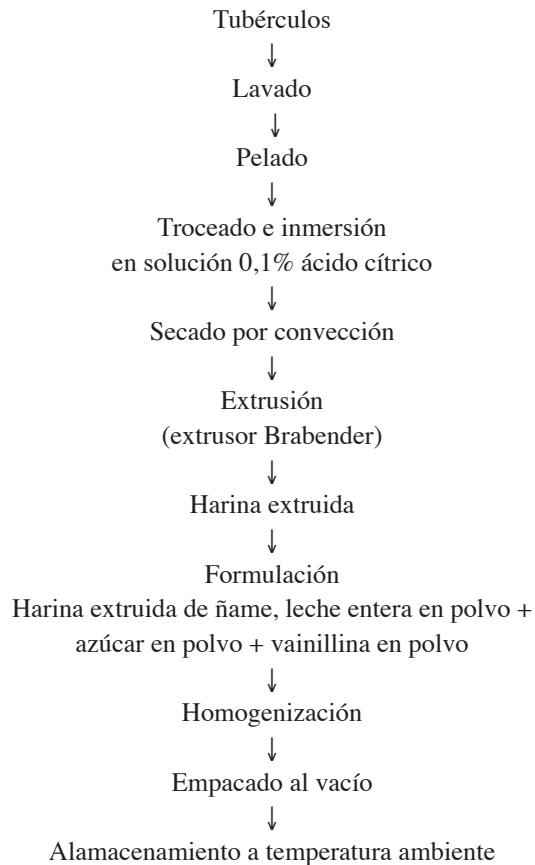 Tubérculos
↓
Lavado
↓
Pelado
↓
Troceado e inmersión
en solución 0,1% ácido cítrico
↓
Secado por convección
↓
Extrusión
(extrusor Brabender)
↓
Harina extruida
↓
Formulación
Harina extruida de ñame, leche entera en polvo +
azúcar en polvo + vainillina en polvo
↓
Homogenización
↓
Empacado al vacío
↓
Alamacenamiento a temperatura ambiente